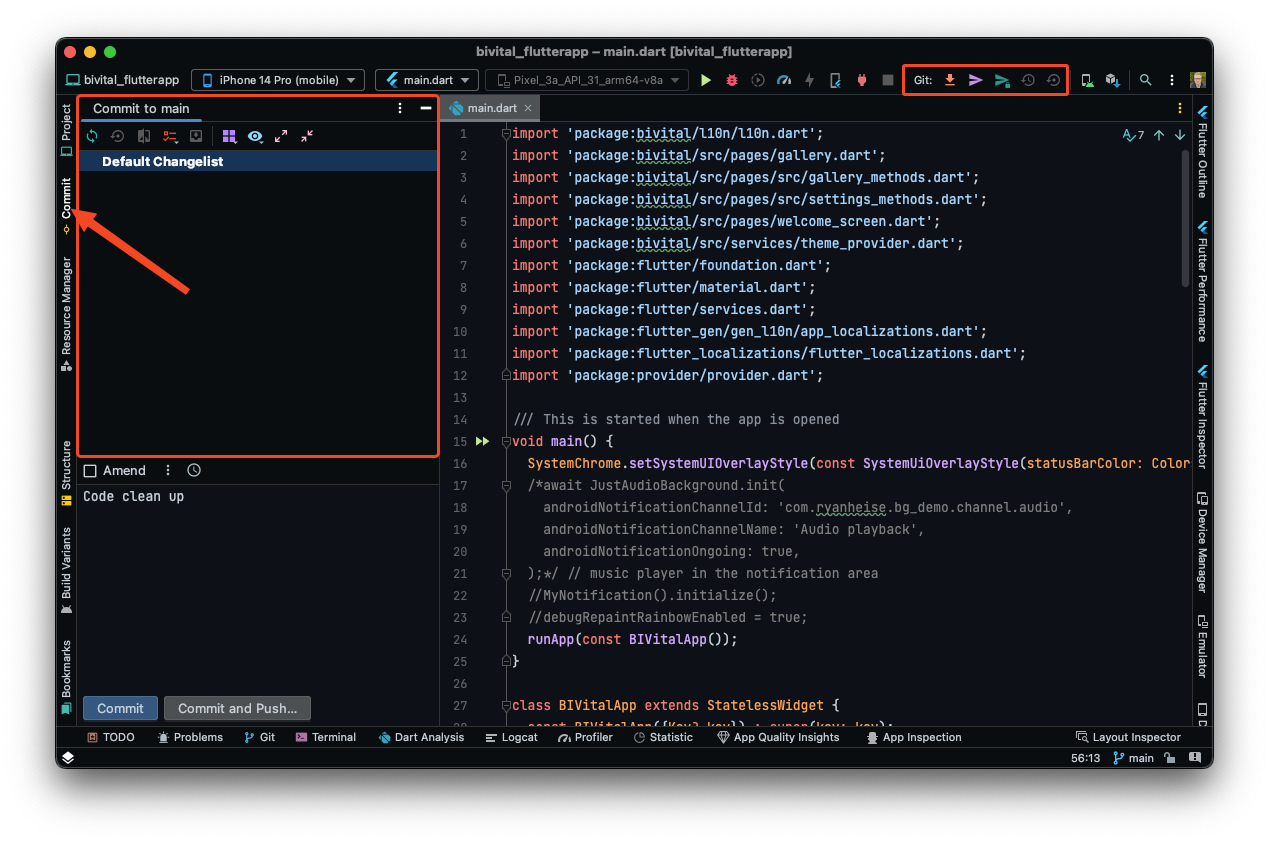 bivital_flutterapp – main.dart [bivital_flutterapp]
bivital_flutterapp
iPhone 14 Pro (mobile)
main.dart
Pixel_3a_API_31_arm64-v8a
Git:
Project
Commit
Resource Manager
Structure
Build Variants
Bookmarks
Commit to main
Default Changelist
Amend
Code clean up
Commit
Commit and Push...
main.dart
7
1 import 'package:bivital/l10n/l10n.dart';
2 import 'package:bivital/src/pages/gallery.dart';
3 import 'package:bivital/src/pages/src/gallery_methods.dart';
4 import 'package:bivital/src/pages/src/settings_methods.dart';
5 import 'package:bivital/src/pages/welcome_screen.dart';
6 import 'package:bivital/src/services/theme_provider.dart';
7 import 'package:flutter/foundation.dart';
8 import 'package:flutter/material.dart';
9 import 'package:flutter/services.dart';
10 import 'package:flutter_gen/gen_l10n/app_localizations.dart';
11 import 'package:flutter_localizations/flutter_localizations.dart';
12 import 'package:provider/provider.dart';
13
14 /// This is started when the app is opened
15 void main() {
16 SystemChrome.setSystemUIOverlayStyle(const SystemUiOverlayStyle(statusBarColor: Color
17 /*await JustAudioBackground.init(
18 androidNotificationChannelId: 'com.ryanheise.bg_demo.channel.audio',
19 androidNotificationChannelName: 'Audio playback',
20 androidNotificationOngoing: true,
21 );*/ // music player in the notification area
22 //MyNotification().initialize();
23 //debugRepaintRainbowEnabled = true;
24 runApp(const BIVitalApp());
25 }
26
27 class BIVitalApp extends StatelessWidget {
28 const BIVitalApp({Key? key}) : super(key: key);
Flutter Outline
Flutter Performance
Flutter Inspector
Device Manager
Emulator
TODO
Problems
Git
Terminal
Dart Analysis
Logcat
Profiler
Statistic
App Quality Insights
App Inspection
Layout Inspector
56:13
main